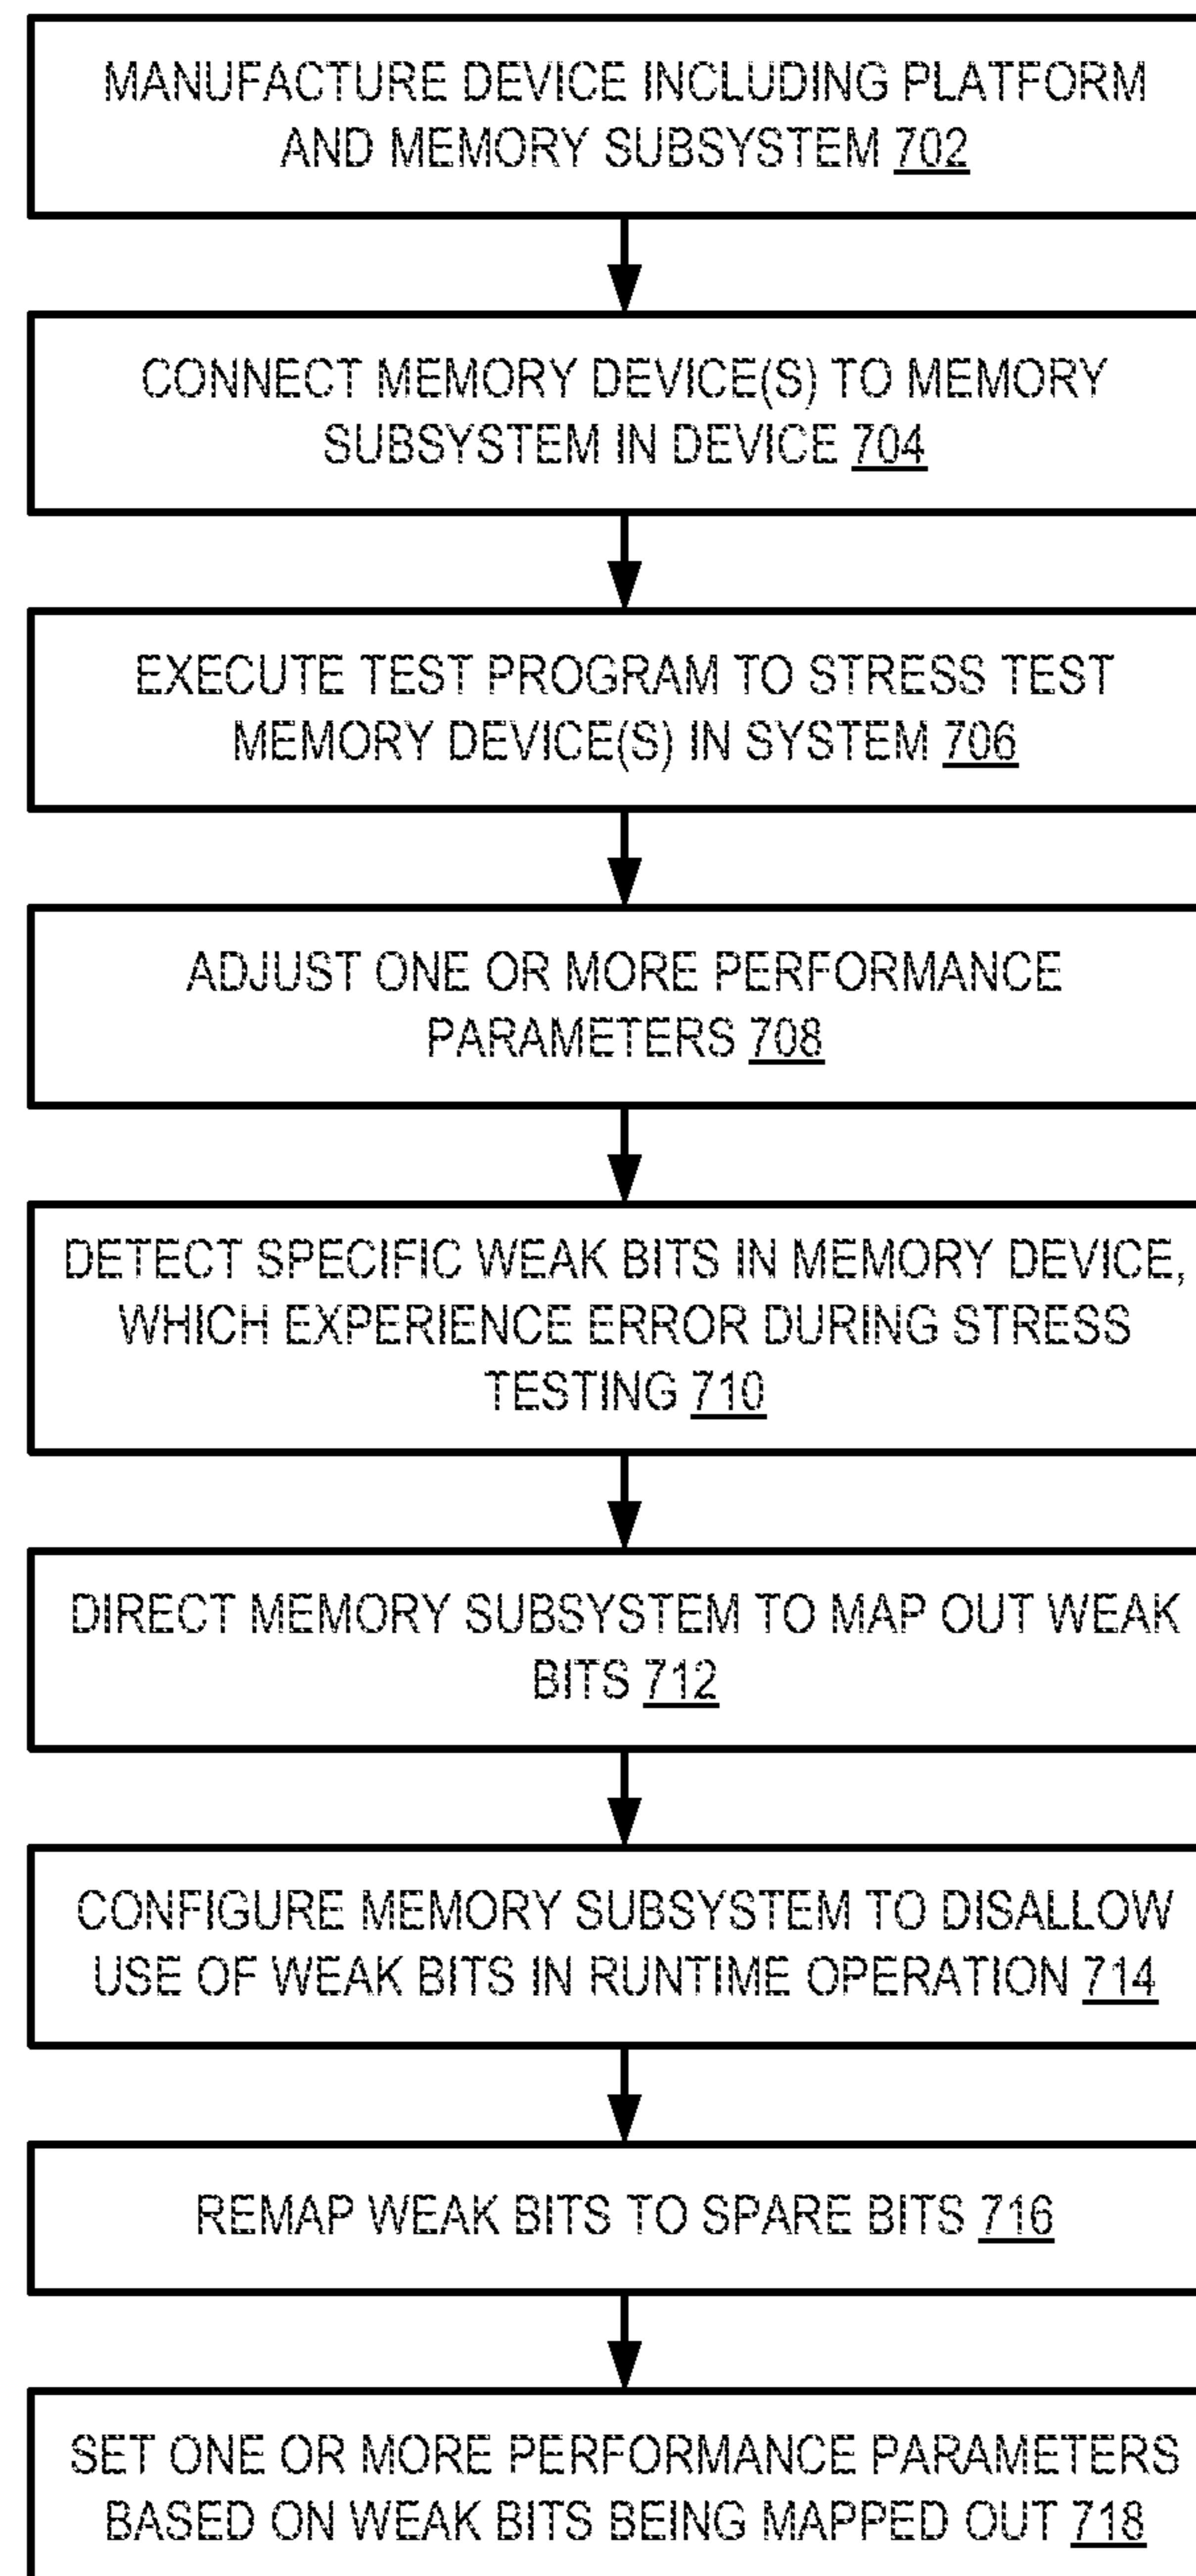 MANUFACTURE DEVICE INCLUDING PLATFORM
AND MEMORY SUBSYSTEM 702
CONNECT MEMORY DEVICE(S) TO MEMORY
SUBSYSTEM IN DEVICE 704
EXECUTE TEST PROGRAM TO STRESS TEST
MEMORY DEVICE(S) IN SYSTEM 706
ADJUST ONE OR MORE PERFORMANCE
PARAMETERS 708
DETECT SPECIFIC WEAK BITS IN MEMORY DEVICE,
WHICH EXPERIENCE ERROR DURING STRESS
TESTING 710
DIRECT MEMORY SUBSYSTEM TO MAP OUT WEAK
BITS 712
CONFIGURE MEMORY SUBSYSTEM TO DISALLOW
USE OF WEAK BITS IN RUNTIME OPERATION 714
REMAP WEAK BITS TO SPARE BITS 716
SET ONE OR MORE PERFORMANCE PARAMETERS
BASED ON WEAK BITS BEING MAPPED OUT 718